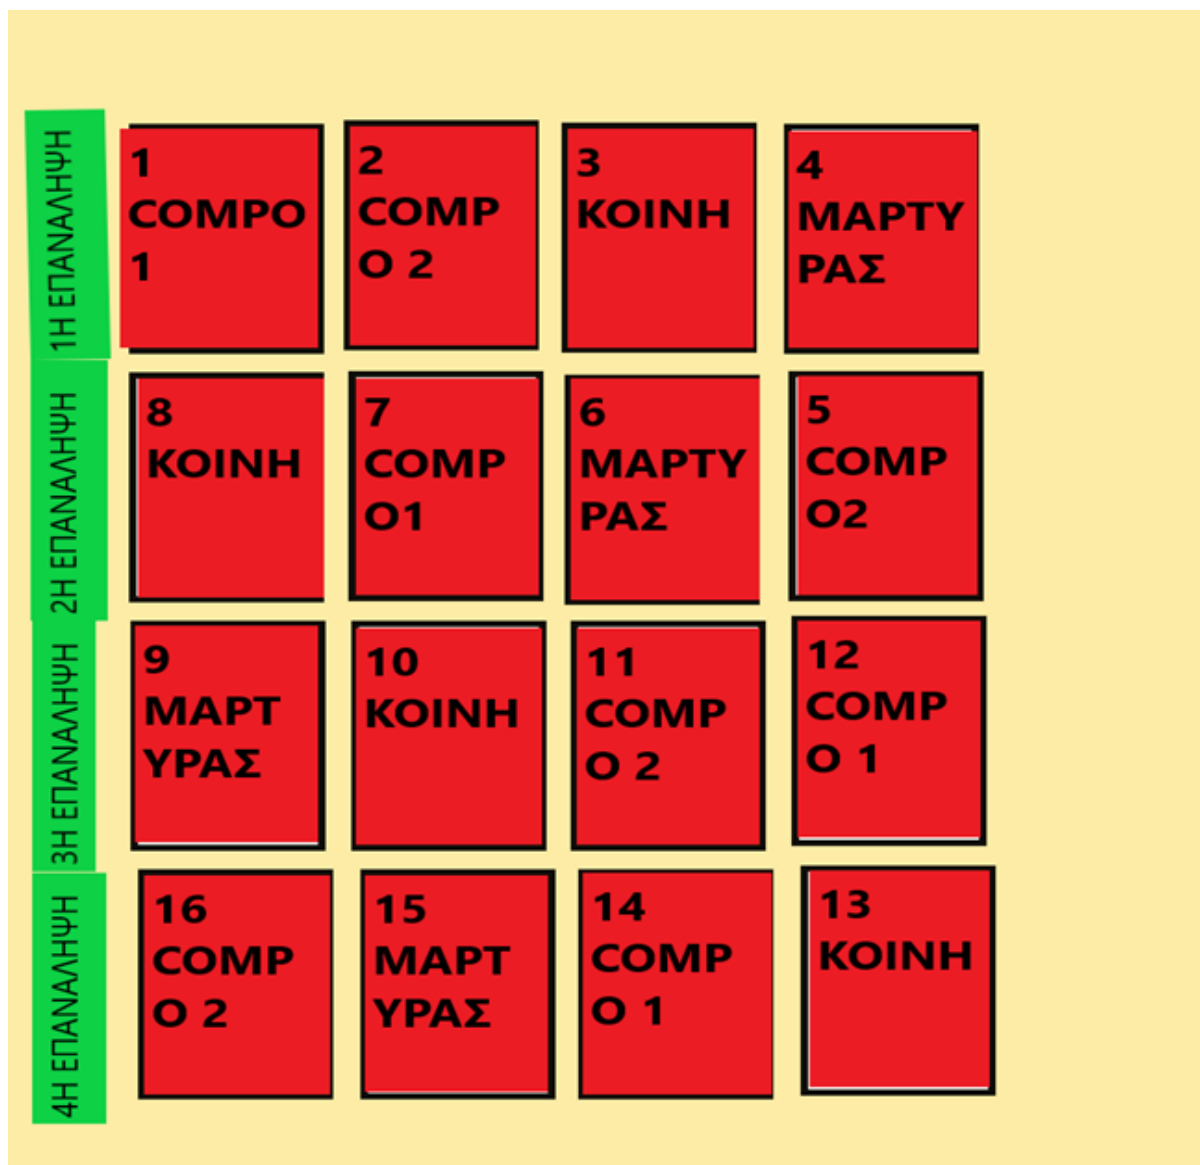 1Η ΕΠΑΝΑΛΗΨΗ
1
COMPO
1
2
COMP
O 2
3
ΚΟΙΝΗ
4
ΜΑΡΤΥ
ΡΑΣ
2Η ΕΠΑΝΑΛΗΨΗ
8
ΚΟΙΝΗ
7
COMP
O1
6
ΜΑΡΤΥ
ΡΑΣ
5
COMP
O2
3Η ΕΠΑΝΑΛΗΨΗ
9
ΜΑΡΤ
ΥΡΑΣ
10
ΚΟΙΝΗ
11
COMP
O 2
12
COMP
O 1
4Η ΕΠΑΝΑΛΗΨΗ
16
COMP
O 2
15
ΜΑΡΤ
ΥΡΑΣ
14
COMP
O 1
13
ΚΟΙΝΗ